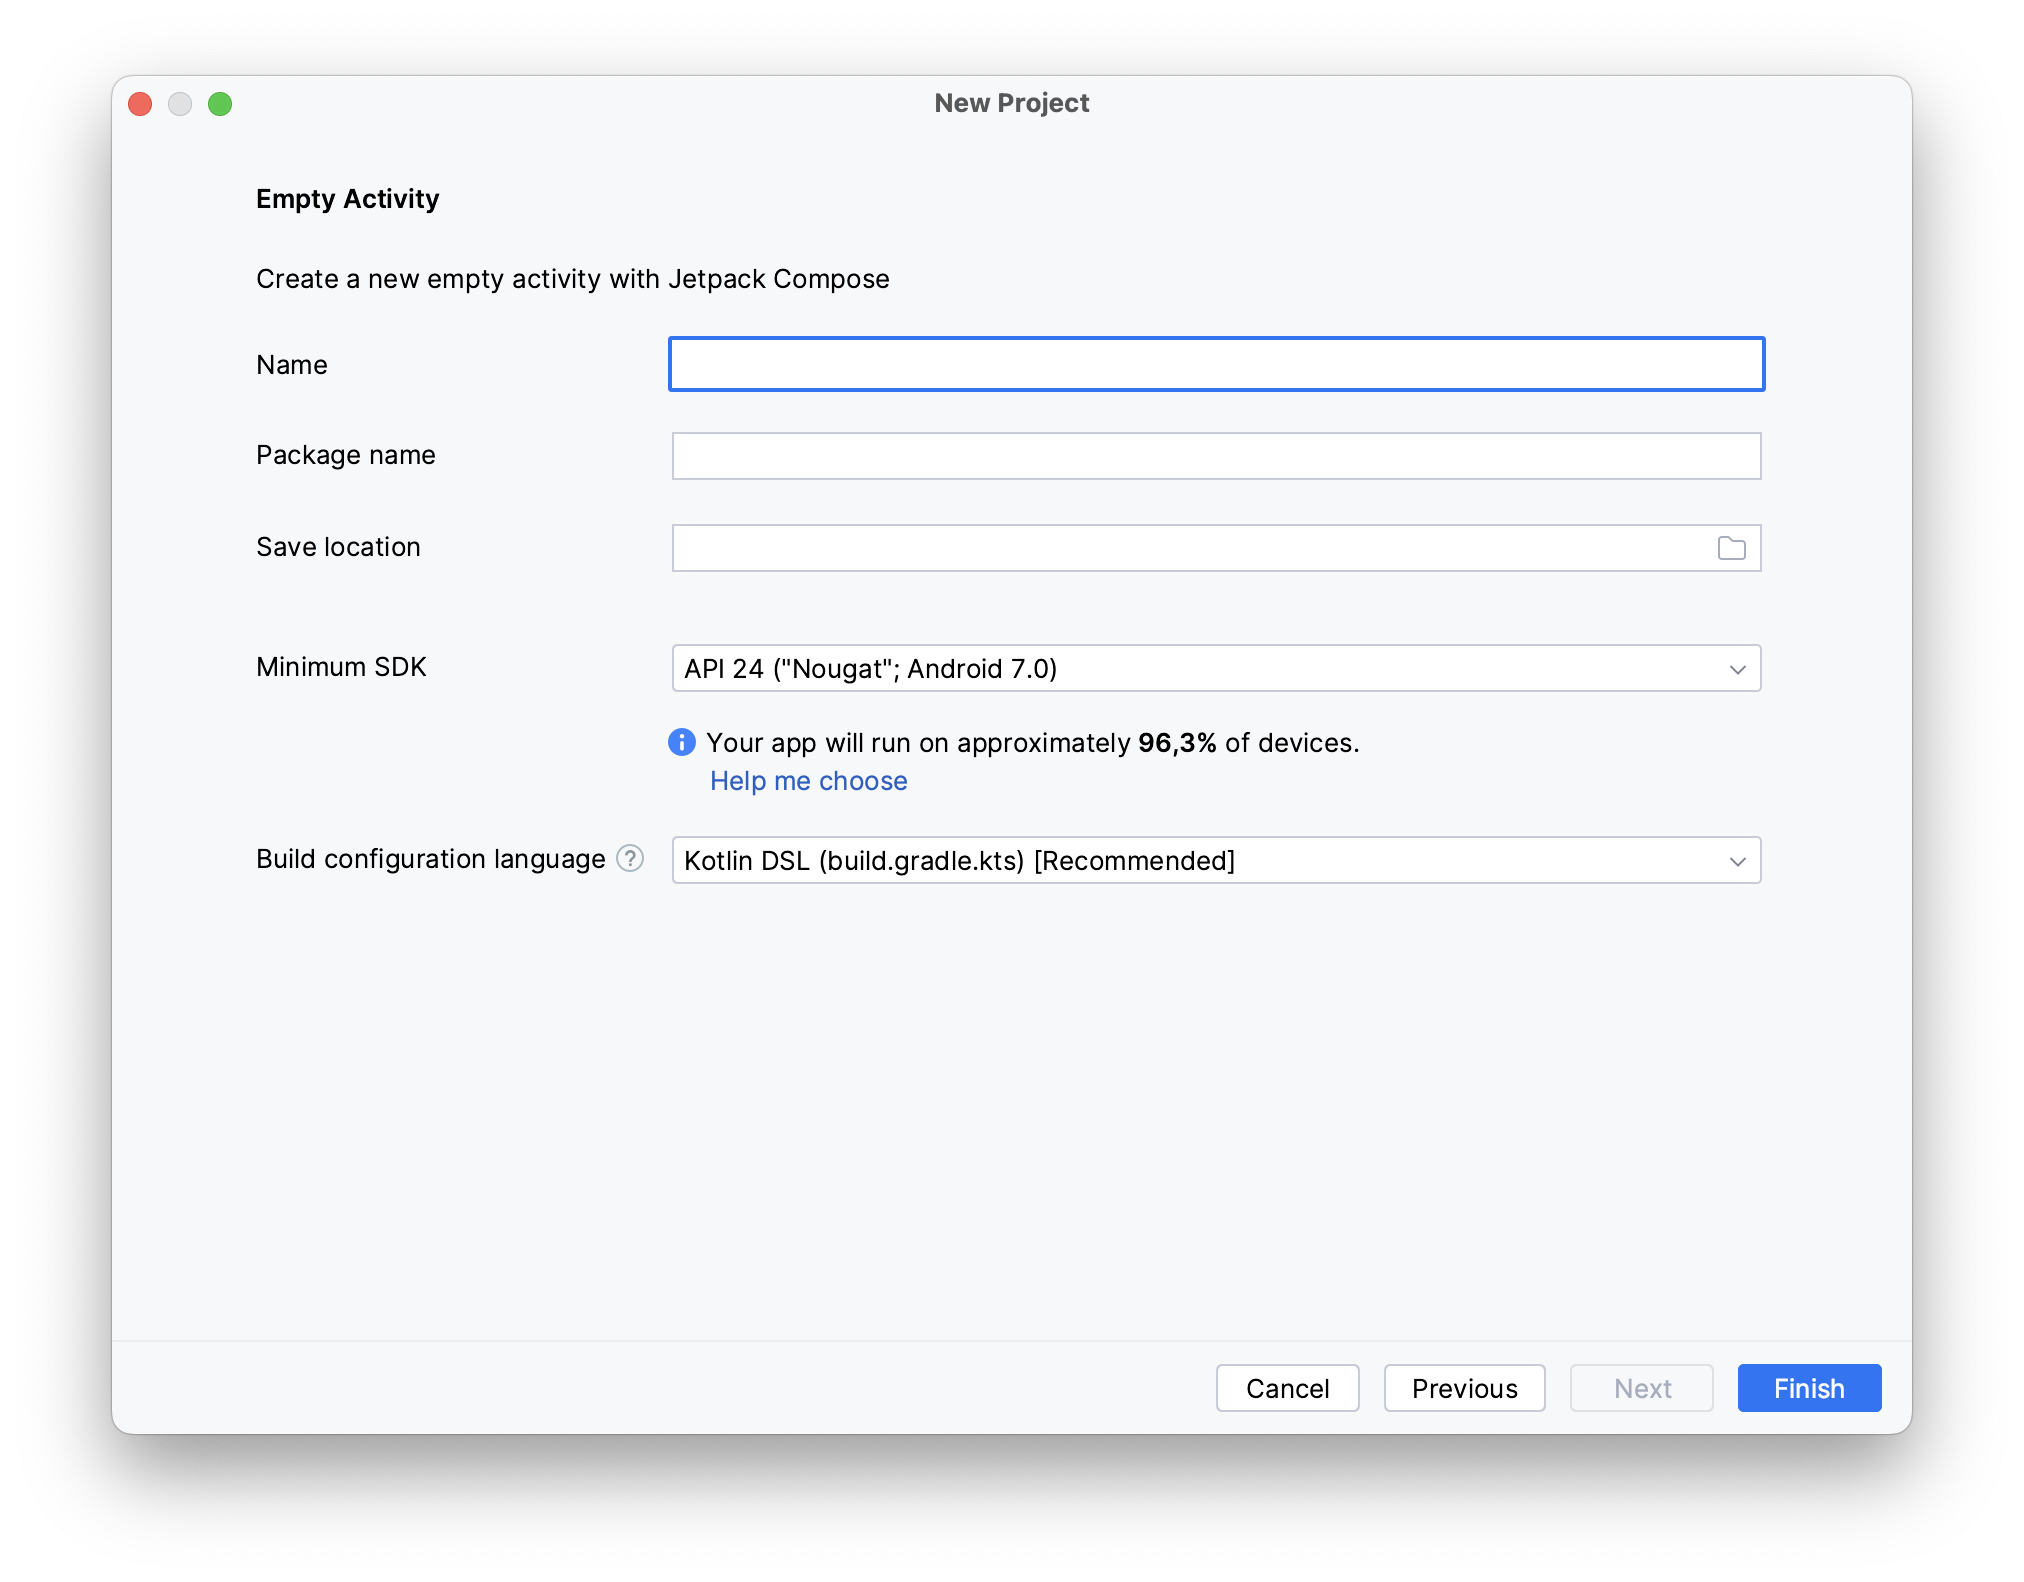 New Project
Empty Activity
Create a new empty activity with Jetpack Compose
Name
Package name
Save location
Minimum SDK
API 24 ("Nougat"; Android 7.0)
Your app will run on approximately 96,3% of devices.
Help me choose
Build configuration language ?
Kotlin DSL (build.gradle.kts) [Recommended]
Cancel
Previous
Next
Finish